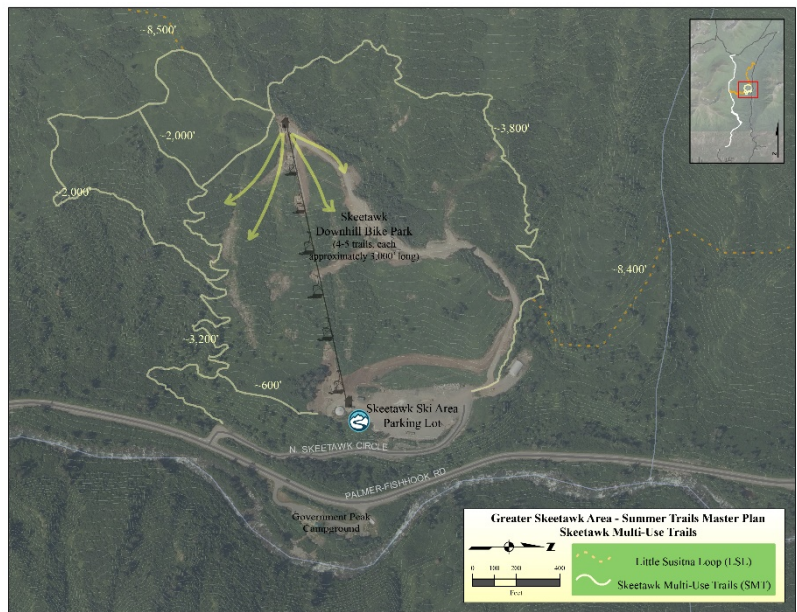 ~8,500'
~2,000'
~3,800'
~2,000'
Skeetawk
Downhill Bike Park
(4-5 trails, each
approximately 3,000' long)
~8,400'
~3,200'
~600'
Skeetawk Ski Area
Parking Lot
N. SKEETAWK CIRCLE
PALMER-FISHHOOK RD
Government Peak
Campground
Greater Skeetawk Area - Summer Trails Master Plan
Skeetawk Multi-Use Trails
N
0 100 200 400
Feet
Little Susitna Loop (LSL)
Skeetawk Multi-Use Trails (SMT)